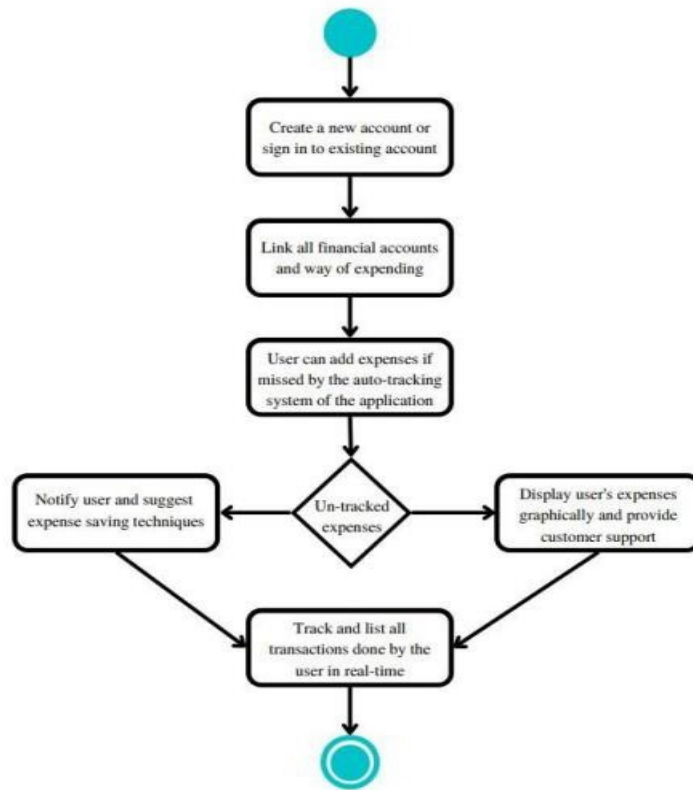 Create a new account or
sign in to existing account
Link all financial accounts
and way of expending
User can add expenses if
missed by the auto-tracking
system of the application
Notify user and suggest
expense saving techniques
Un-tracked
expenses
Display user's expenses
graphically and provide
customer support
Track and list all
transactions done by the
user in real-time